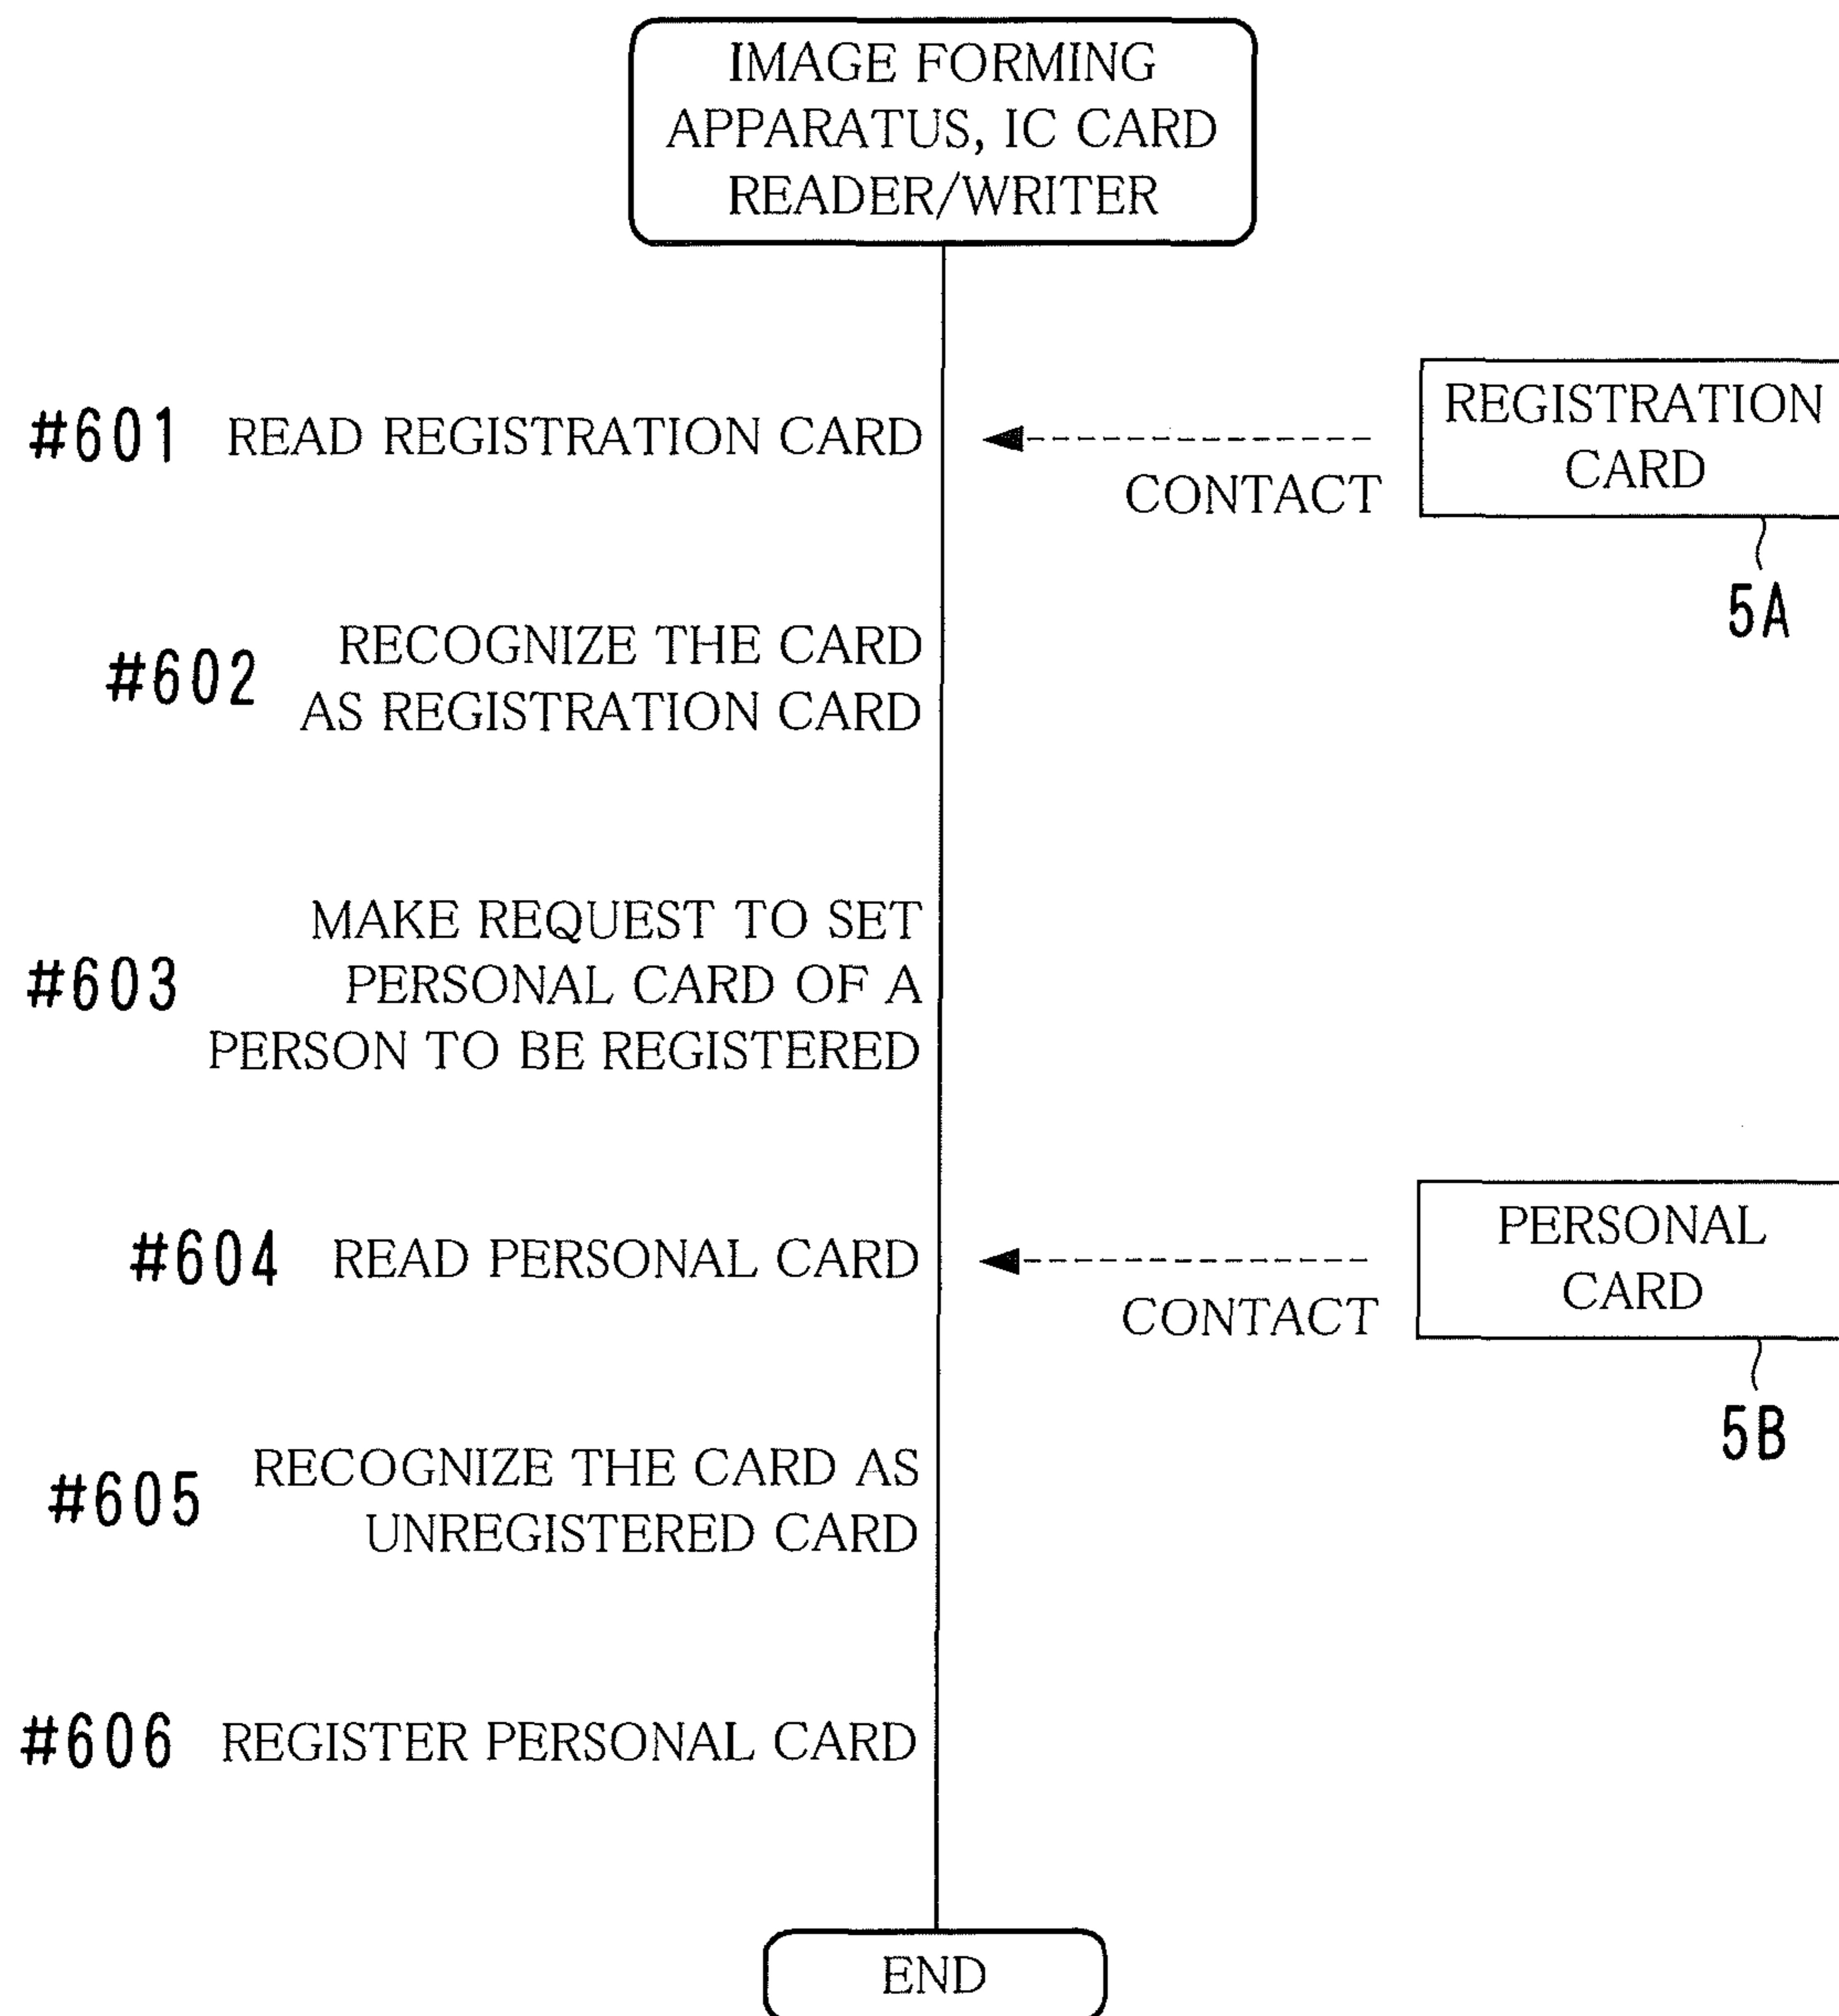 IMAGE FORMING
APPARATUS, IC CARD
READER/WRITER
#601 READ REGISTRATION CARD
CONTACT
REGISTRATION
CARD
5A
#602 RECOGNIZE THE CARD
AS REGISTRATION CARD
#603 MAKE REQUEST TO SET
PERSONAL CARD OF A
PERSON TO BE REGISTERED
#604 READ PERSONAL CARD
CONTACT
PERSONAL
CARD
5B
#605 RECOGNIZE THE CARD AS
UNREGISTERED CARD
#606 REGISTER PERSONAL CARD
END